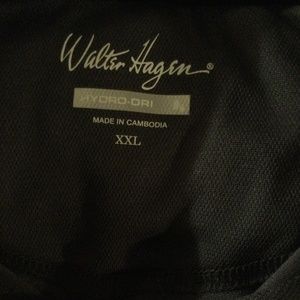 Walter Hagen®
HYDRO-DRI
MADE IN CAMBODIA
XXL